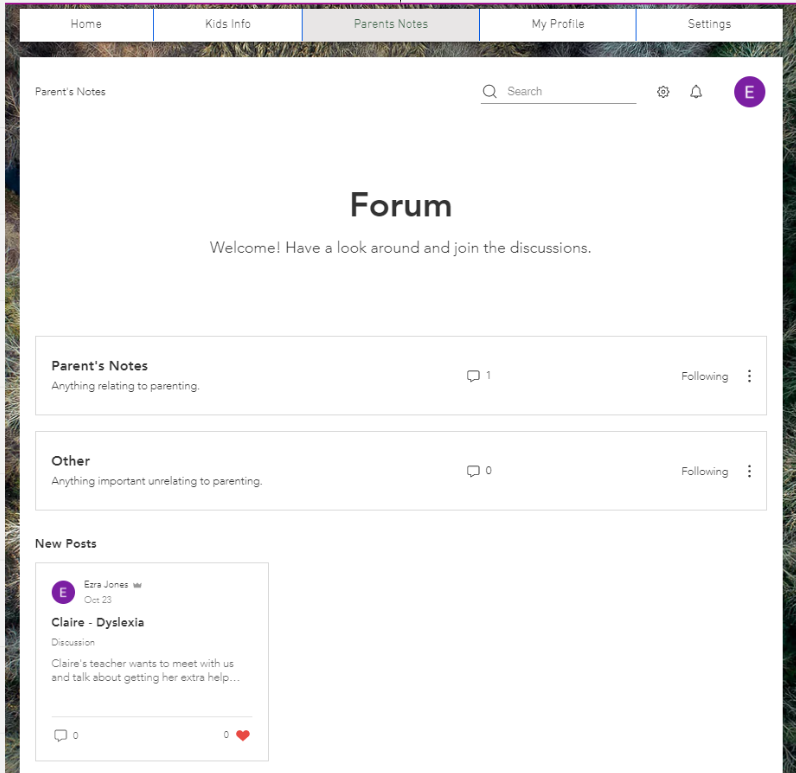 Home Kids Info Parents Notes My Profile Settings
Parent's Notes Search E
Forum
Welcome! Have a look around and join the discussions.
Parent's Notes
Anything relating to parenting.
1 Following
Other
Anything important unrelating to parenting.
0 Following
New Posts
E Ezra Jones
Oct 23
Claire - Dyslexia
Discussion
Claire's teacher wants to meet with us
and talk about getting her extra help...
0 0